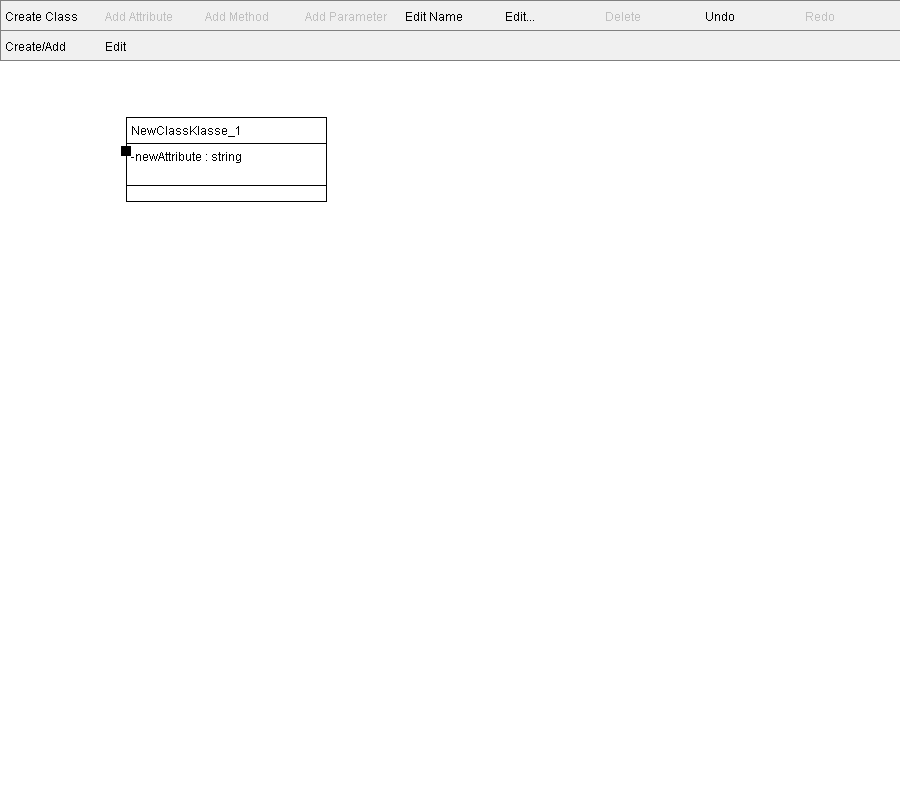 Create Class Add Attribute Add Method Add Parameter Edit Name Edit... Delete Undo Redo
Create/Add Edit
NewClassKlasse_1
-newAttribute : string